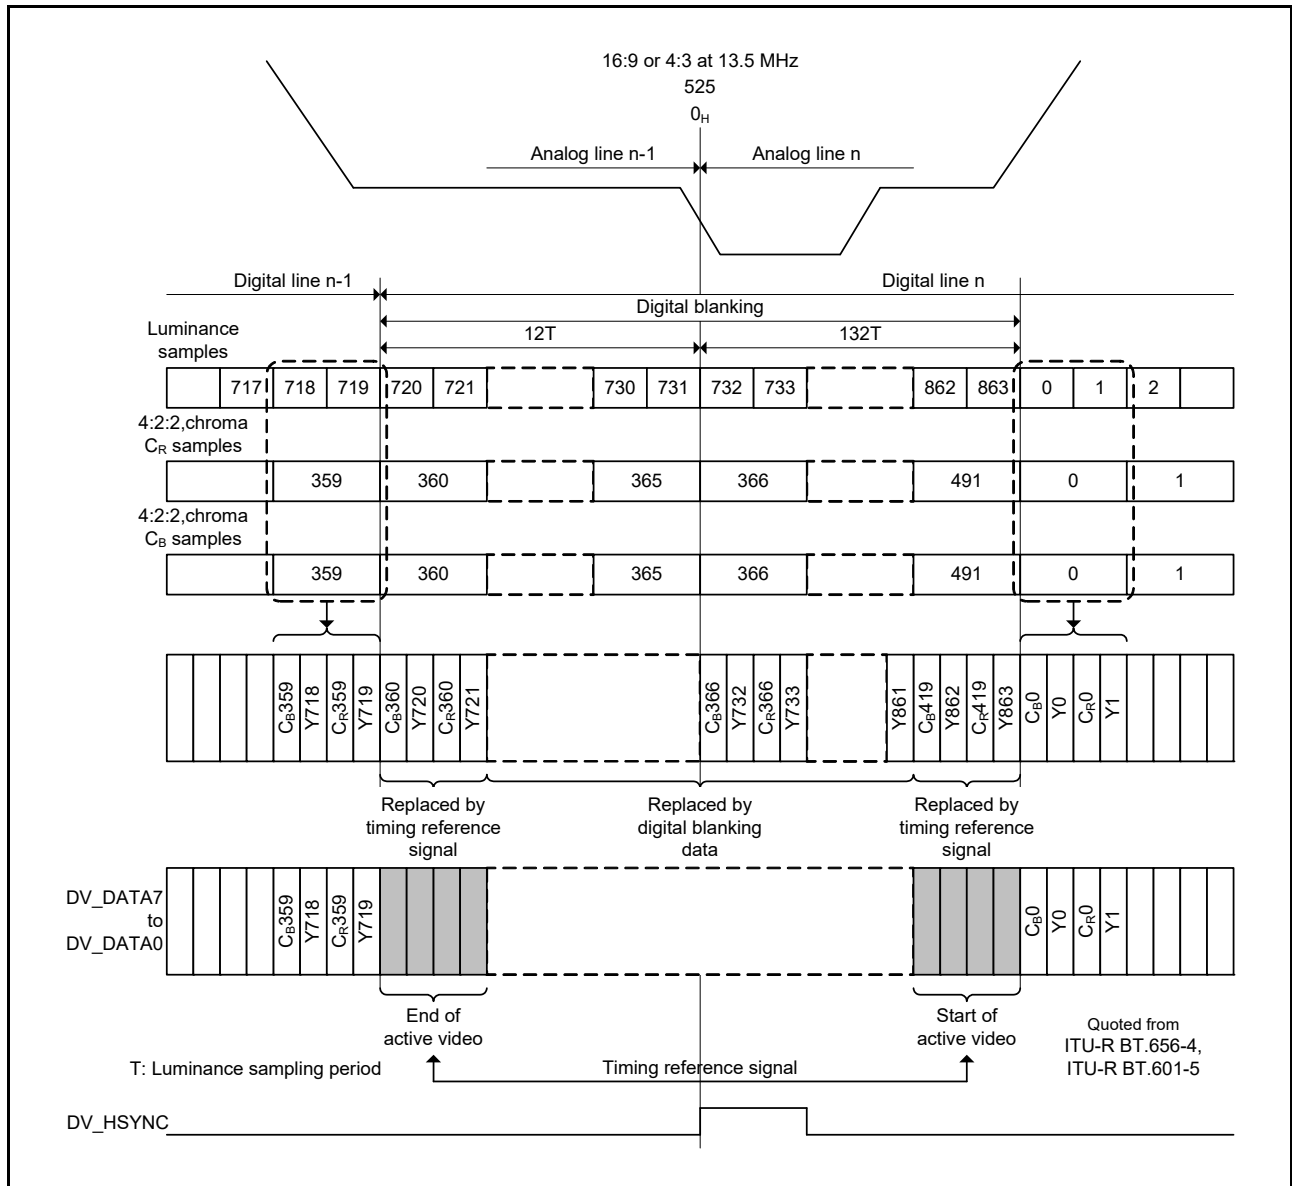 16:9 or 4:3 at 13.5 MHz
525
0H
Analog line n-1
Analog line n
Digital line n-1
Digital line n
Digital blanking
12T
132T
Luminance
samples
717 718 719 720 721 730 731 732 733 862 863 0 1 2
4:2:2,chroma
CR samples
359 360 365 366 491 0 1
4:2:2,chroma
CB samples
359 360 365 366 491 0 1
CB359 Y718 CR359 Y719 CB360 Y720 CR360 Y721 CB366 Y732 CR366 Y733 Y861 CB419 Y862 CR419 Y863 CB0 Y0 CR0 Y1
Replaced by
timing reference
signal
Replaced by
digital blanking
data
Replaced by
timing reference
signal
DV_DATA7
to
DV_DATA0
CB359 Y718 CR359 Y719 CB0 Y0 CR0 Y1
End of
active video
Start of
active video
Quoted from
ITU-R BT.656-4,
ITU-R BT.601-5
T: Luminance sampling period
Timing reference signal
DV_HSYNC